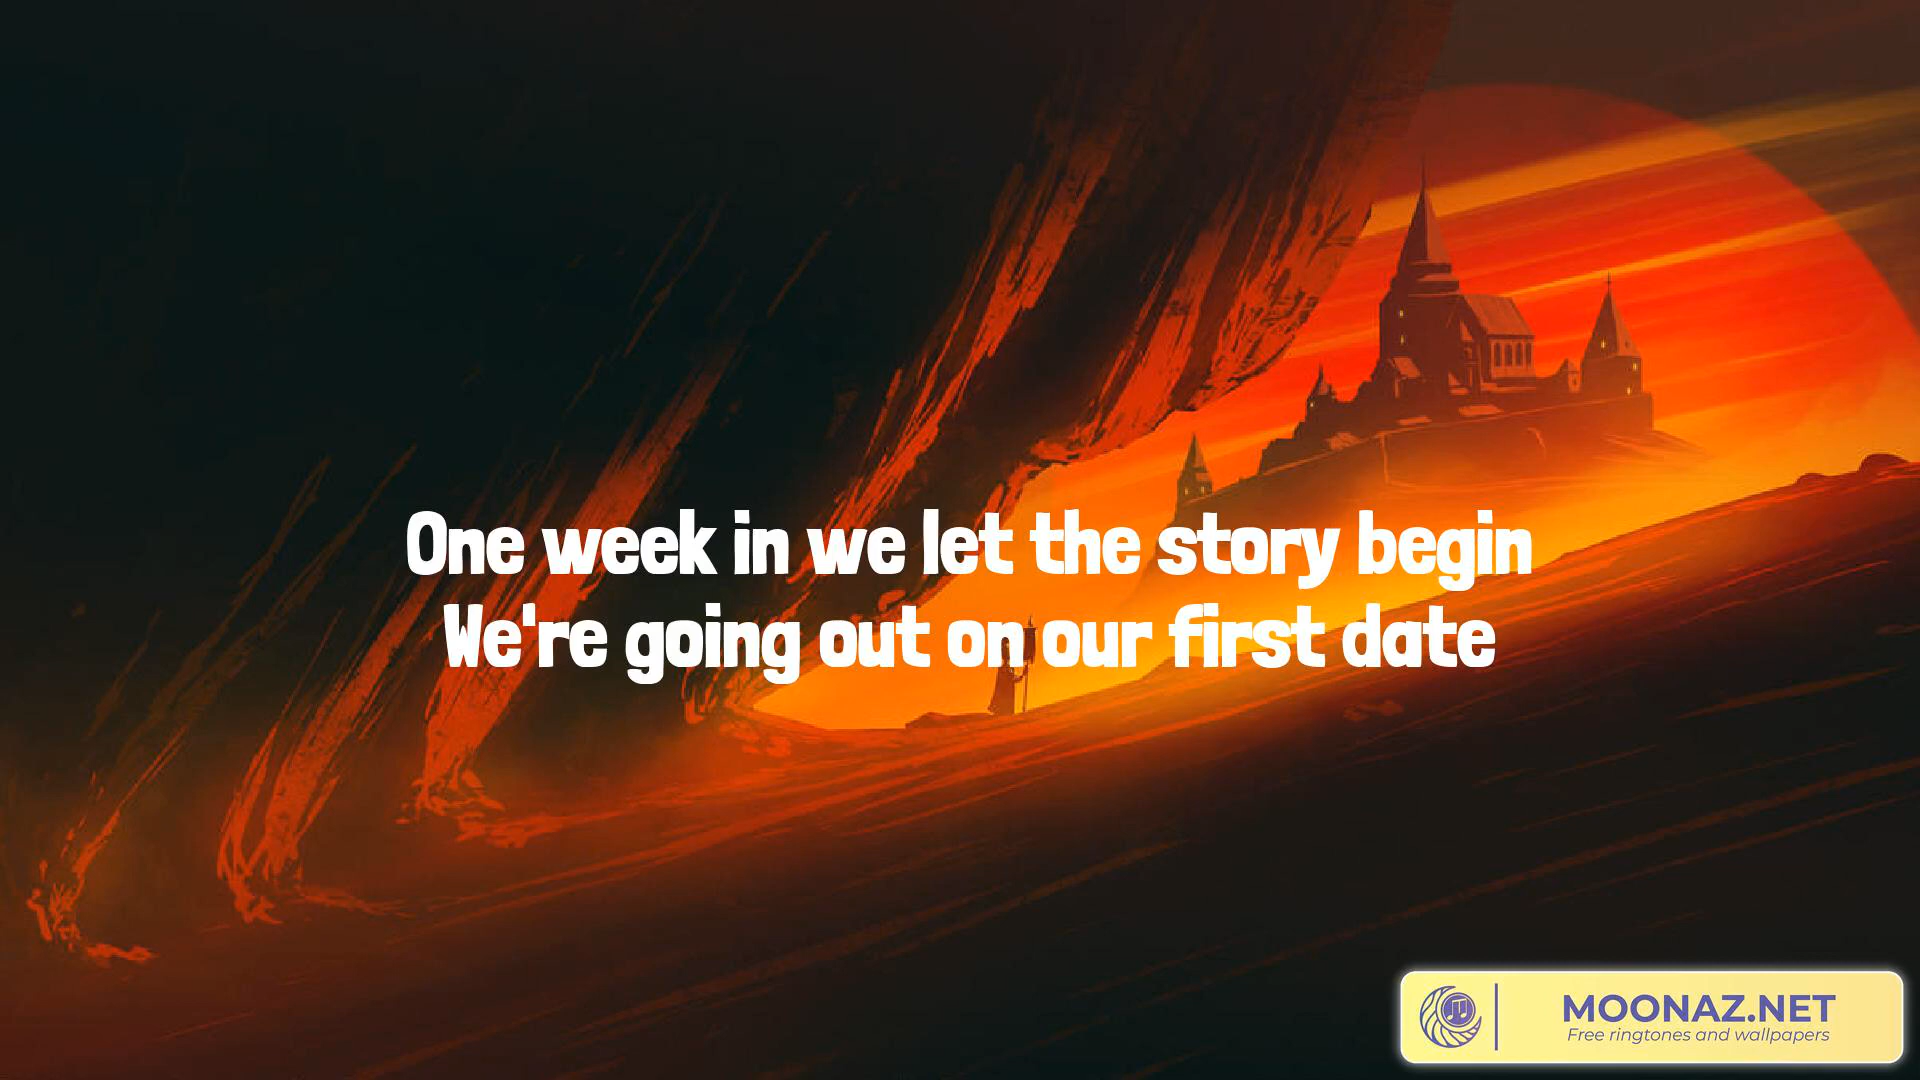 One week in we let the story begin
We're going out on our first date
MOONAZ.NET
Free ringtones and wallpapers